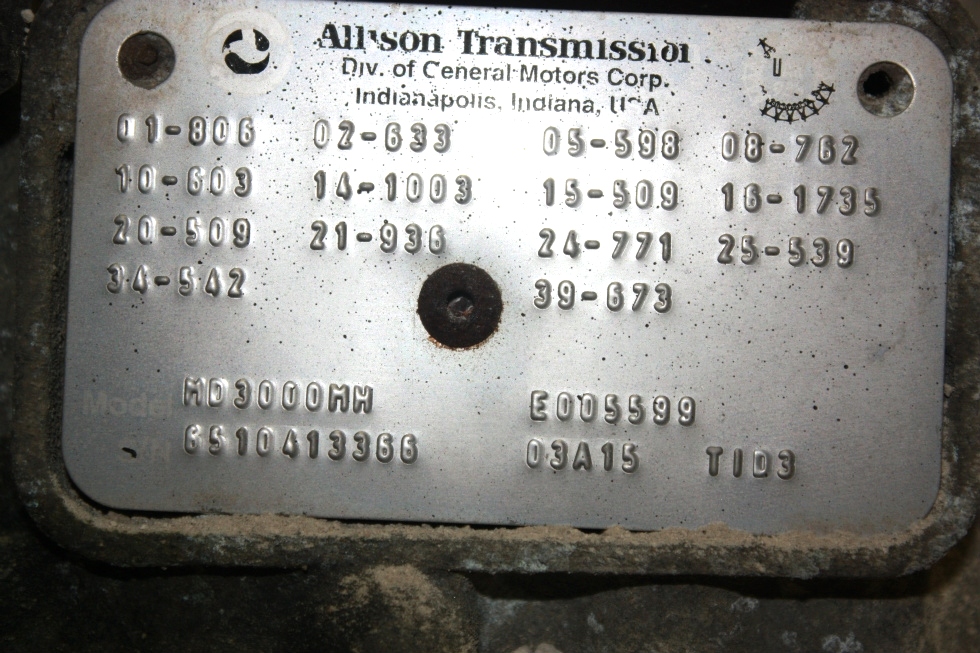 Allison Transmission
Div. of General Motors Corp.
Indianapolis, Indiana, USA
01-806 02-633 05-598 08-762
10-603 14-1003 15-509 16-1735
20-509 21-936 24-771 25-539
34-542 39-673
Model MD3000MH E005599
6510413366 03A15 TID3